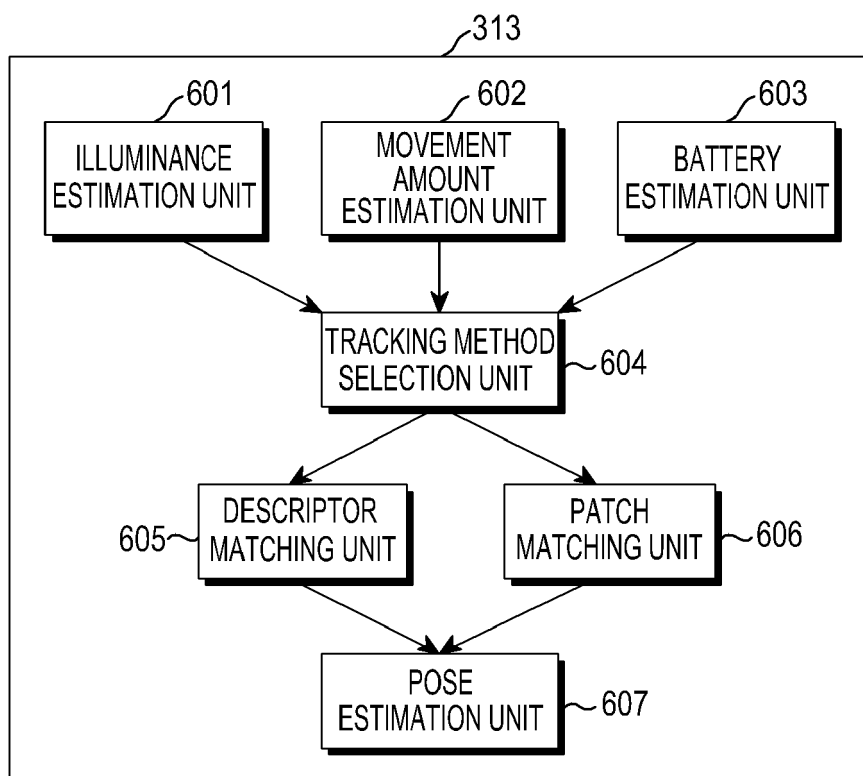 313
601
602
603
ILLUMINANCE
ESTIMATION UNIT
MOVEMENT
AMOUNT
ESTIMATION UNIT
BATTERY
ESTIMATION UNIT
TRACKING METHOD
SELECTION UNIT
604
605
DESCRIPTOR
MATCHING UNIT
PATCH
MATCHING UNIT
606
POSE
ESTIMATION UNIT
607